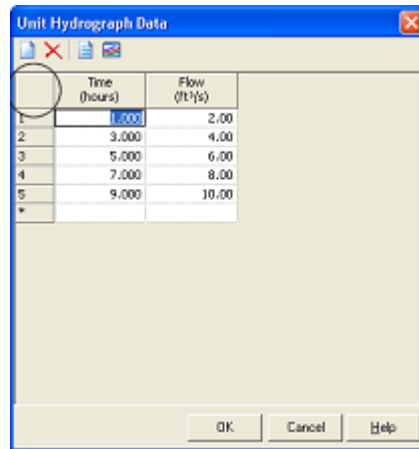 Unit Hydrograph Data
Time Flow
(hours) (ft³/s)
1 1.000 2.00
2 3.000 4.00
3 5.000 6.00
4 7.000 8.00
5 9.000 10.00
*
OK Cancel Help